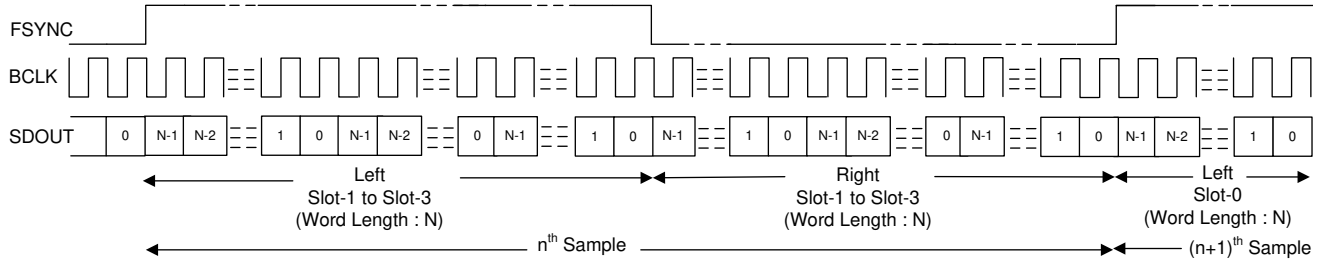 FSYNC
BCLK
SDOUT 0 N-1 N-2 1 0 N-1 N-2 0 N-1 1 0 N-1 1 0 N-1 N-2 0 N-1 1 0 N-1 N-2 1 0
Left Right Left
Slot-1 to Slot-3 Slot-1 to Slot-3 Slot-0
(Word Length : N) (Word Length : N) (Word Length : N)
nth Sample (n+1)th Sample